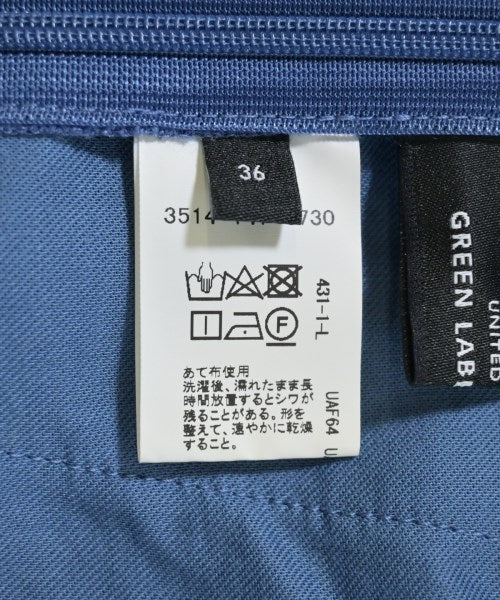 36
3514
730
431-1-L
F
あて布使用
洗濯後、濡れたまま長
時間放置するとシワが
残ることがある。形を
整えて、速やかに乾燥
すること。
UAF64 U
GREEN LAB
UNITED